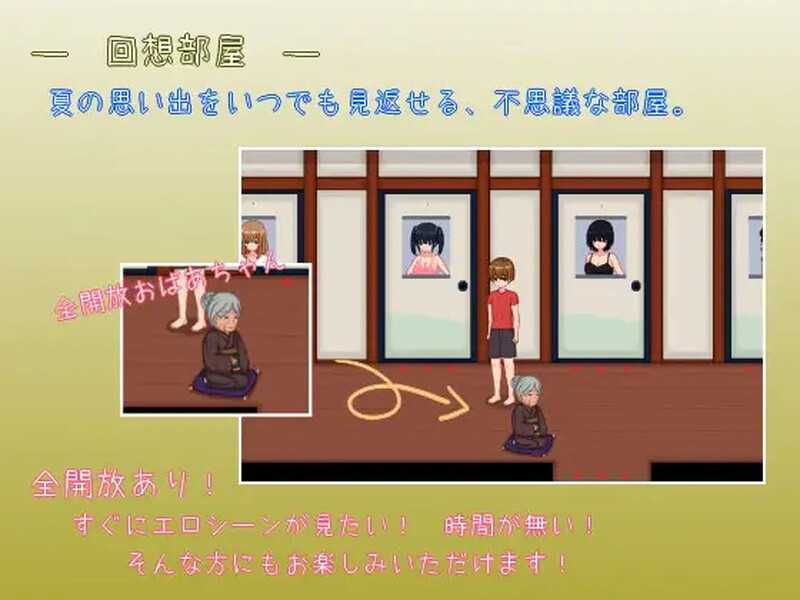 ― 回想部屋 ―
夏の思い出をいつでも見返せる、不思議な部屋。
全開放おばあちゃん
全開放あり！
すぐにエロシーンが見たい！ 時間が無い！
そんな方にもお楽しみいただけます！